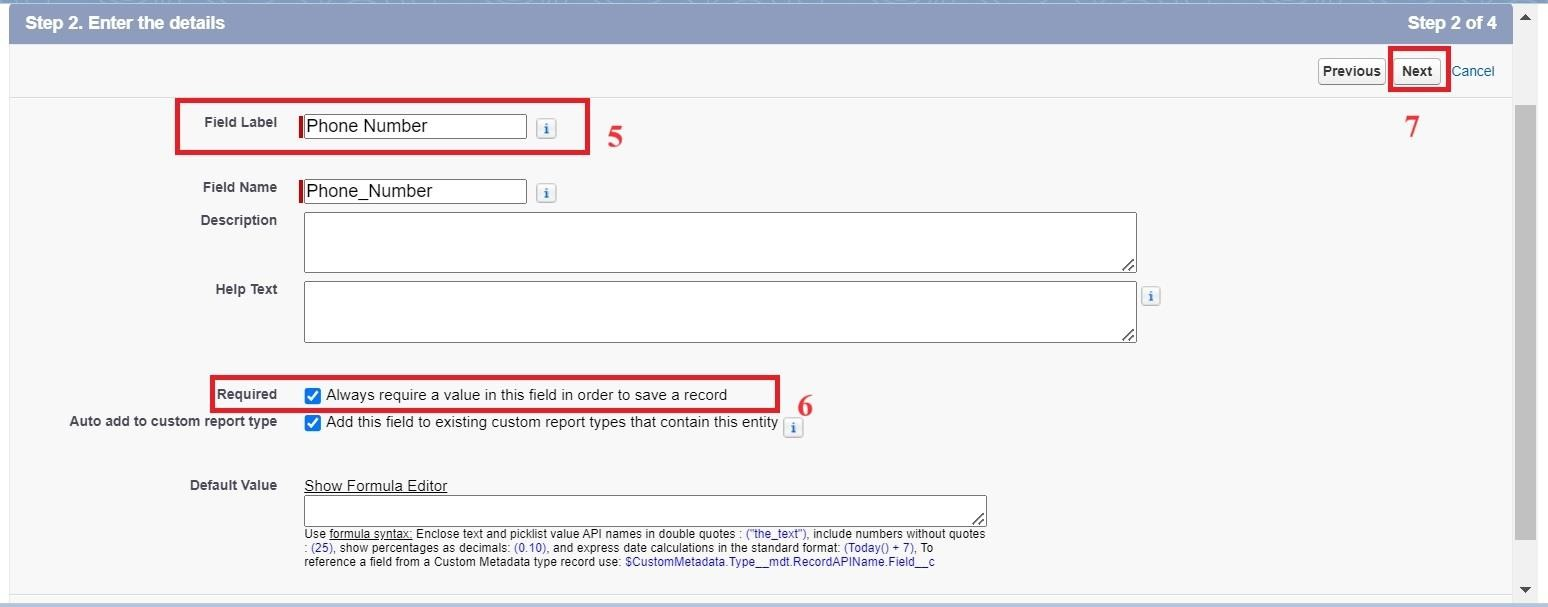 Step 2. Enter the details
Step 2 of 4
Previous Next Cancel
Field Label Phone Number i 5
7
Field Name Phone_Number i
Description
Help Text i
Required Always require a value in this field in order to save a record
6
Auto add to custom report type Add this field to existing custom report types that contain this entity i
Default Value Show Formula Editor
Use formula syntax: Enclose text and picklist value API names in double quotes : ("the_text"), include numbers without quotes
: (25), show percentages as decimals: (0.10), and express date calculations in the standard format: (Today() + 7), To
reference a field from a Custom Metadata type record use: $CustomMetadata.Type__mdt.RecordAPIName.Field__c